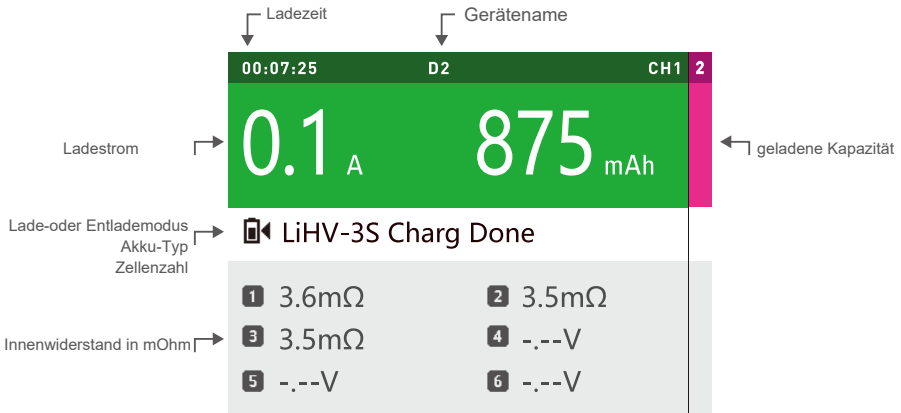 Ladezeit
Gerätename
00:07:25 D2 CH1 2
0.1 A 875 mAh
Ladestrom
geladene Kapazität
Lade-oder Entlademodus
Akku-Typ
Zellenzahl
LiHV-3S Charg Done
1 3.6mΩ 2 3.5mΩ
3 3.5mΩ 4 -.--V
Innenwiderstand in mOhm
5 -.--V 6 -.--V